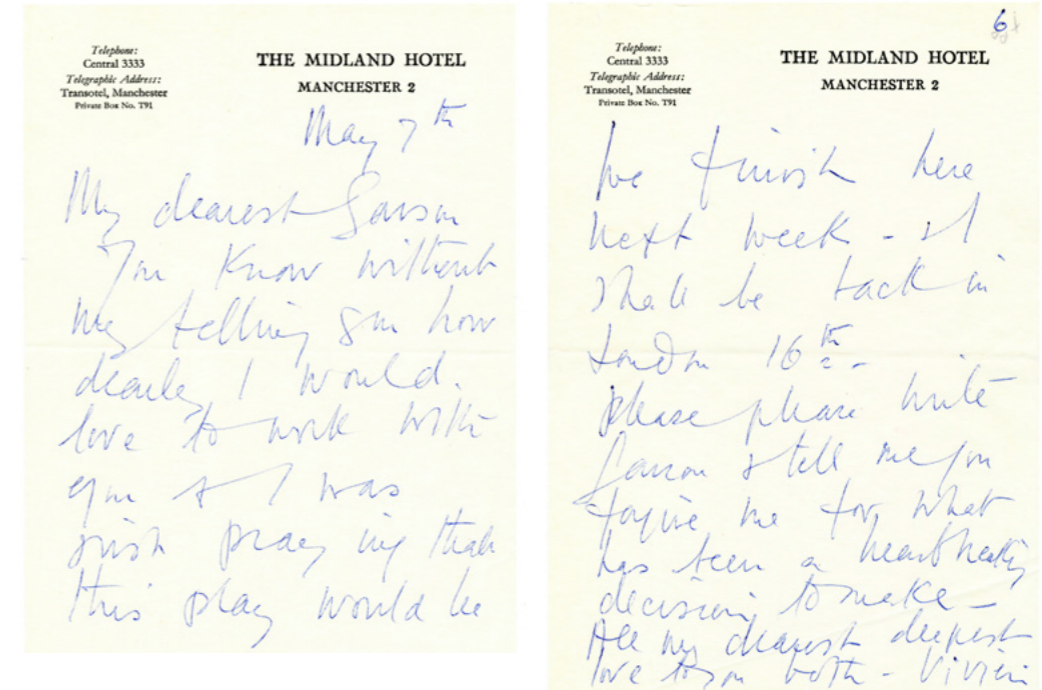 Telephone:
Central 3333
Telegraphic Address:
Transotel, Manchester
Private Box No. T91
THE MIDLAND HOTEL
MANCHESTER 2
May 7th
My dearest Garson
You know without
my telling you how
dearly I would
love to work with
you & I was
just praying that
this play would be
6
Telephone:
Central 3333
Telegraphic Address:
Transotel, Manchester
Private Box No. T91
THE MIDLAND HOTEL
MANCHESTER 2
We finish here
next week - & I
shall be back in
London 16th -
please please write
Garson & tell me you
forgive me for what
has been a heartbreaking
decision to make -
All my dearest deepest
love to you both - Vivien